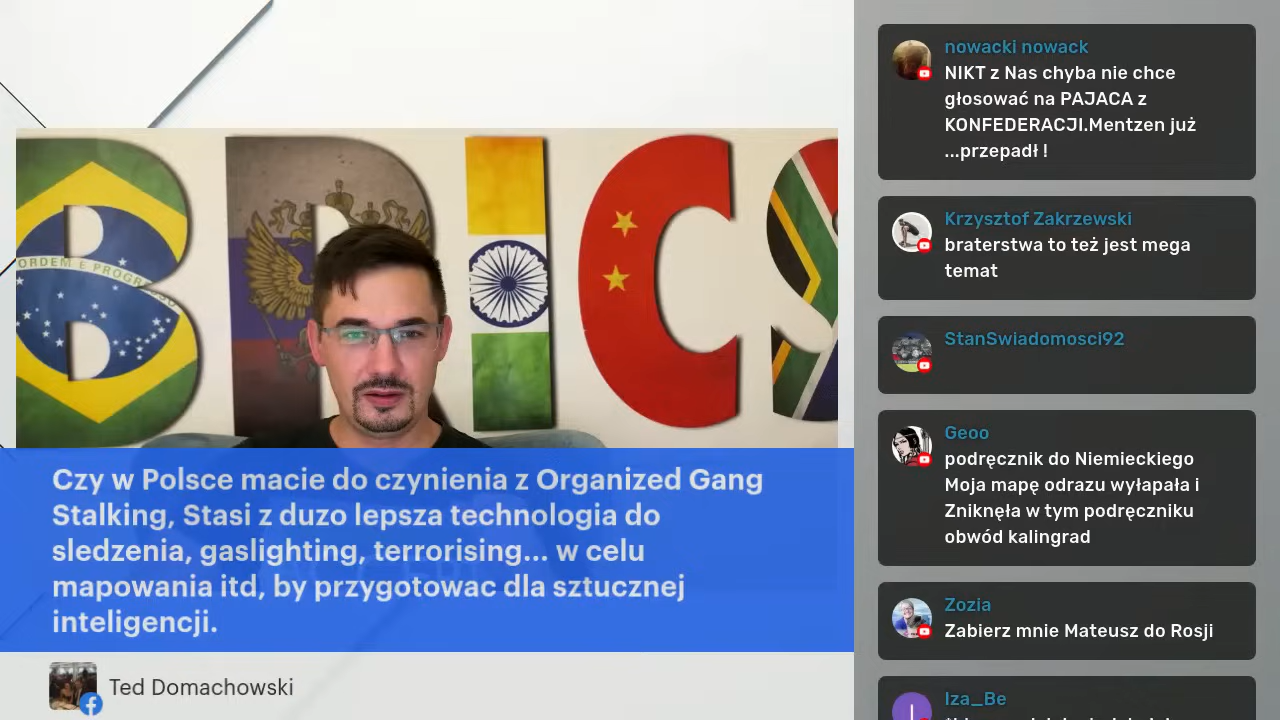 BRICS
ORDEM E PROGRESSO
Czy w Polsce macie do czynienia z Organized Gang
Stalking, Stasi z duzo lepsza technologia do
sledzenia, gaslighting, terrorising... w celu
mapowania itd, by przygotowac dla sztucznej
inteligencji.
Ted Domachowski
nowacki nowack
NIKT z Nas chyba nie chce
głosować na PAJACA z
KONFEDERACJI.Mentzen już
...przepadł !
Krzysztof Zakrzewski
braterstwa to też jest mega
temat
StanSwiadomosci92
Geoo
podręcznik do Niemieckiego
Moja mapę odrazu wyłapała i
Zniknęła w tym podręczniku
obwód kalingrad
Zozia
Zabierz mnie Mateusz do Rosji
Iza_Be